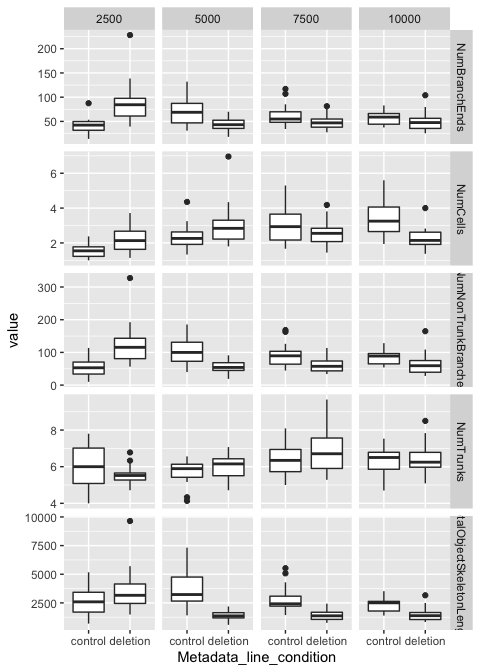 2500 5000 7500 10000
200
150
100
50
NumBranchEnds
6
4
2
NumCells
300
200
100
0
NumNonTrunkBranche
8
6
4
NumTrunks
10000
7500
5000
2500
talObjectSkeletonLeng
control deletion control deletion control deletion control deletion
Metadata_line_condition
value